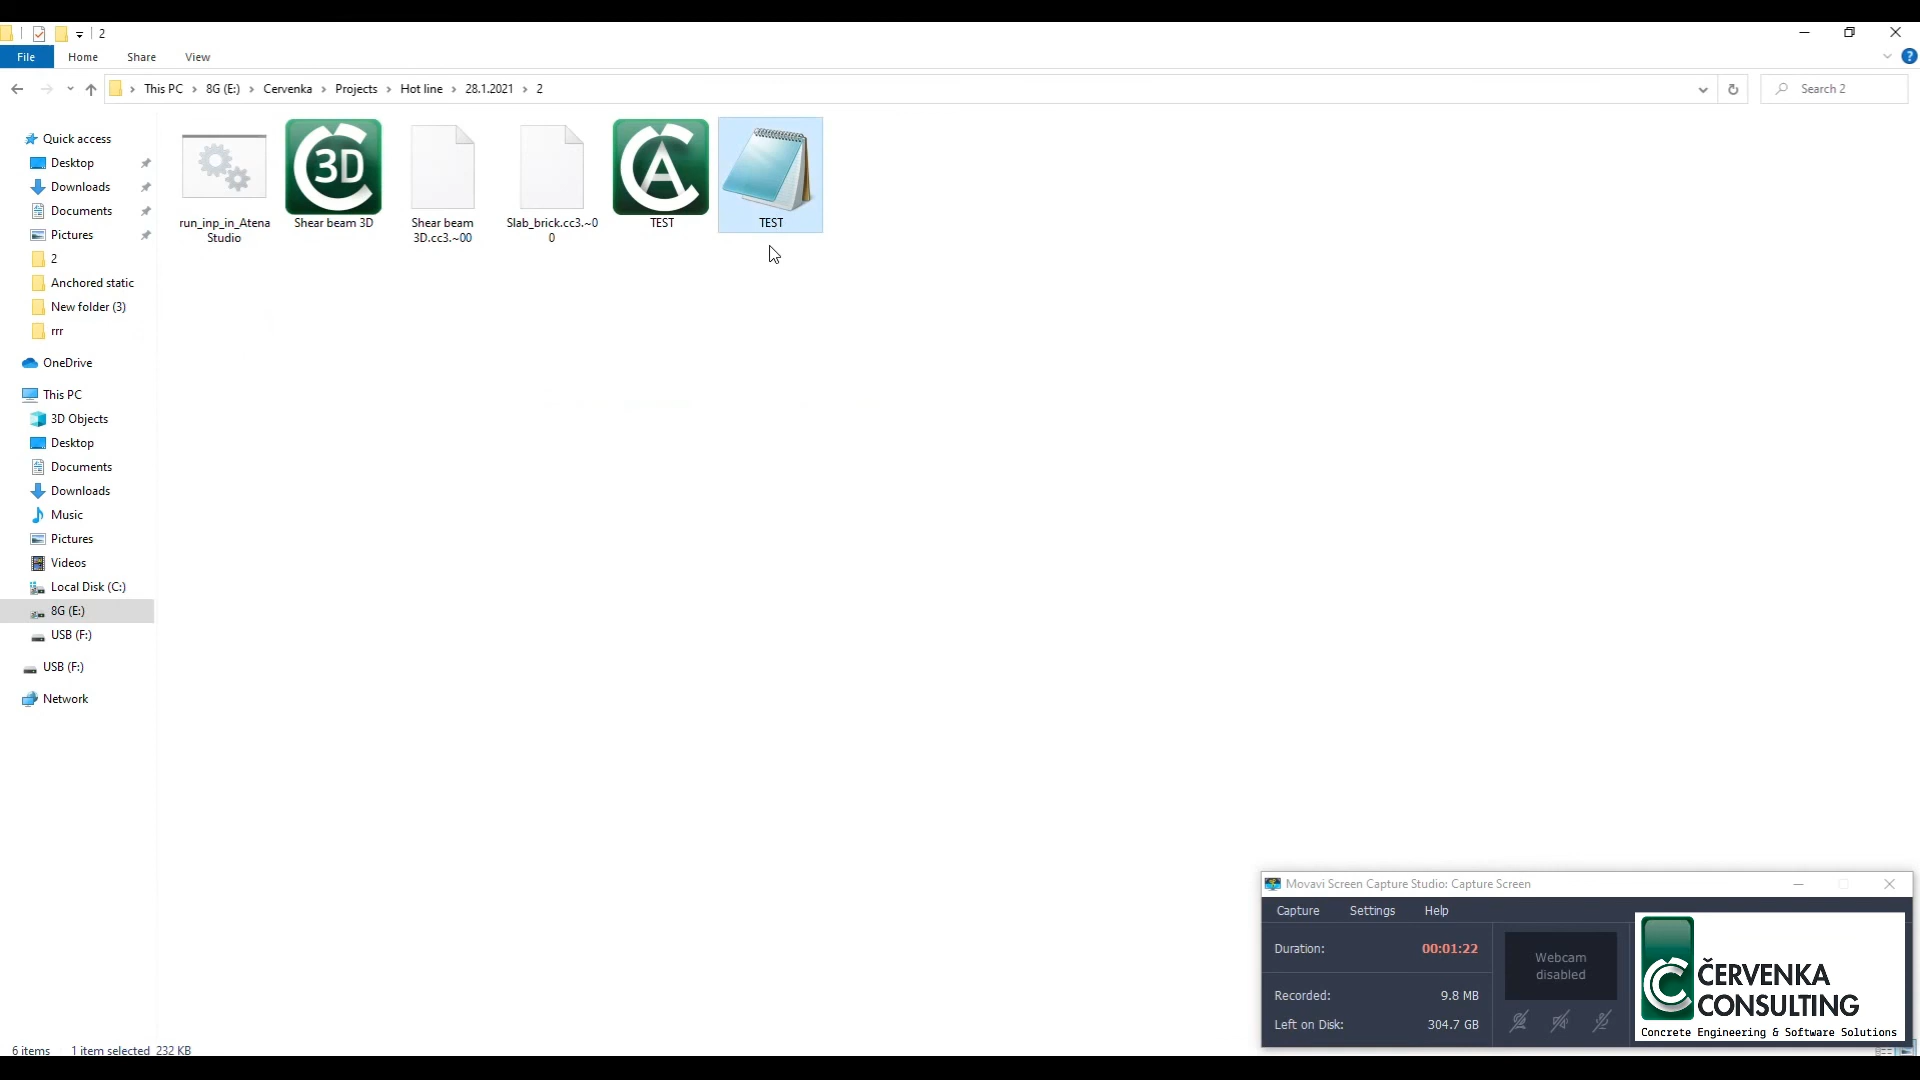 2
File
Home
Share
View
This PC
8G (E:)
Cervenka
Projects
Hot line
28.1.2021
2
Search 2
Quick access
Desktop
Downloads
Documents
Pictures
2
Anchored static
New folder (3)
rrr
OneDrive
This PC
3D Objects
Desktop
Documents
Downloads
Music
Pictures
Videos
Local Disk (C:)
8G (E:)
USB (F:)
USB (F:)
Network
run_inp_in_Atena
Studio
3D
Shear beam 3D
Shear beam
3D.cc3.~00
Slab_brick.cc3.~0
0
TEST
TEST
Movavi Screen Capture Studio: Capture Screen
Capture
Settings
Help
Duration:
00:01:22
Recorded:
9.8 MB
Left on Disk:
304.7 GB
Webcam
disabled
ČERVENKA
CONSULTING
Concrete Engineering & Software Solutions
6 items
1 item selected 232 KB